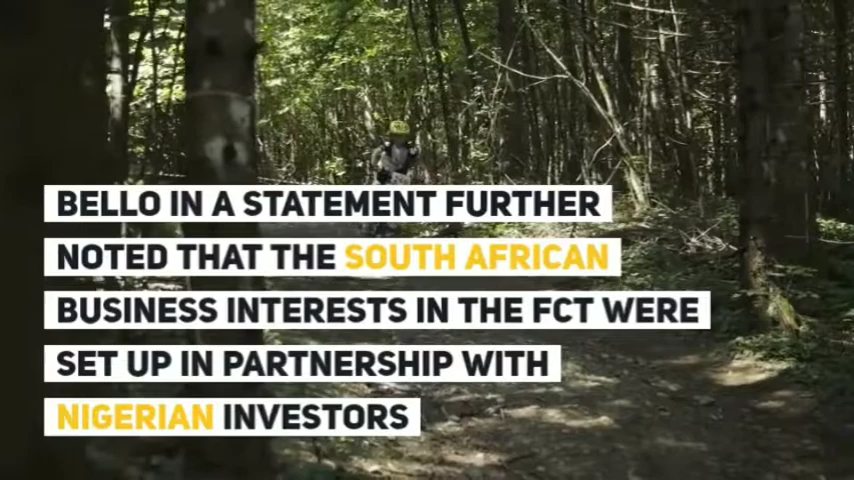 BELLO IN A STATEMENT FURTHER
NOTED THAT THE SOUTH AFRICAN
BUSINESS INTERESTS IN THE FCT WERE
SET UP IN PARTNERSHIP WITH
NIGERIAN INVESTORS